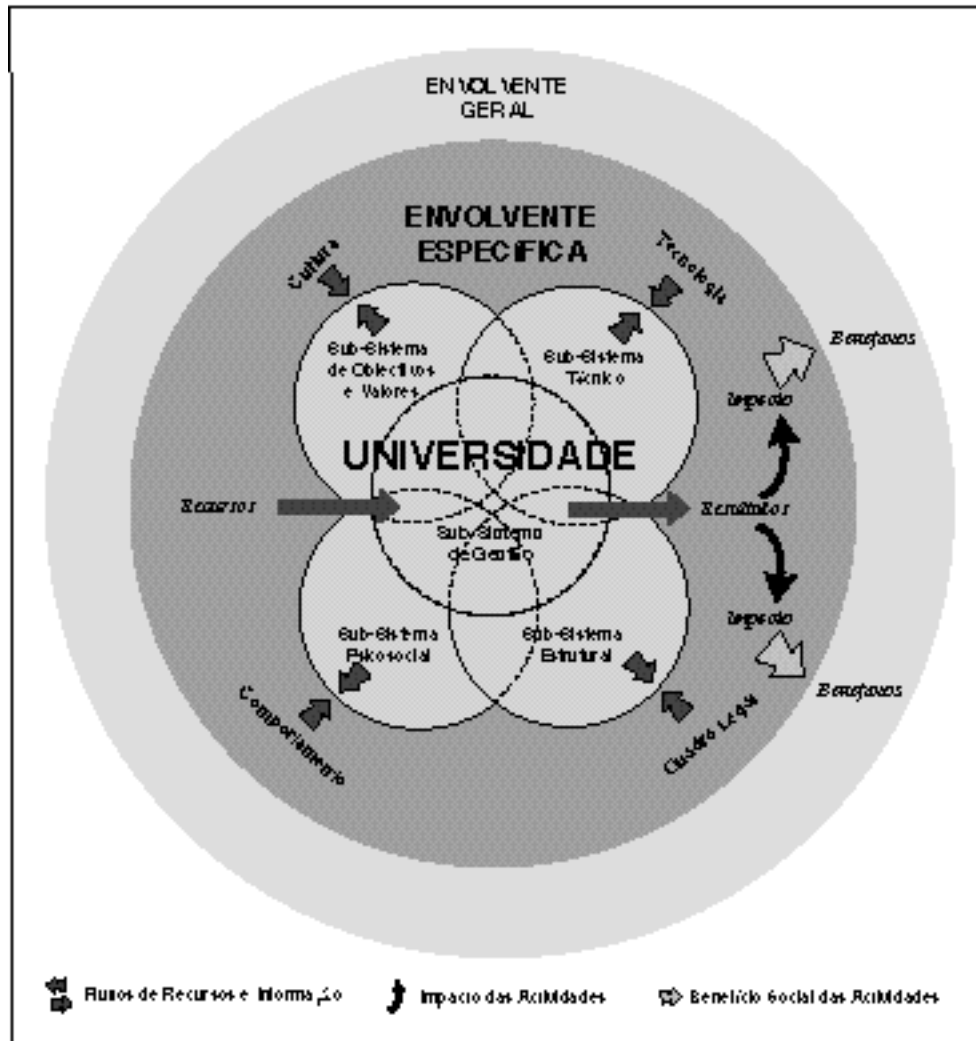 ENVOLVENTE
GERAL
ENVOLVENTE
ESPECÍFICA
Cultura
Tecnologia
Sub-Sistema
de Objectivos
e Valores
Sub-Sistema
Técnico
Benefícios
Impacto
UNIVERSIDADE
Recursos
Resultados
Sub-Sistema
de Gestão
Impacto
Sub-Sistema
Psicosocial
Sub-Sistema
Estrutural
Benefícios
Comportamento
Quadro Legal
Fluxos de Recursos e Informação
Impacto das Actividades
Benefício Social das Actividades